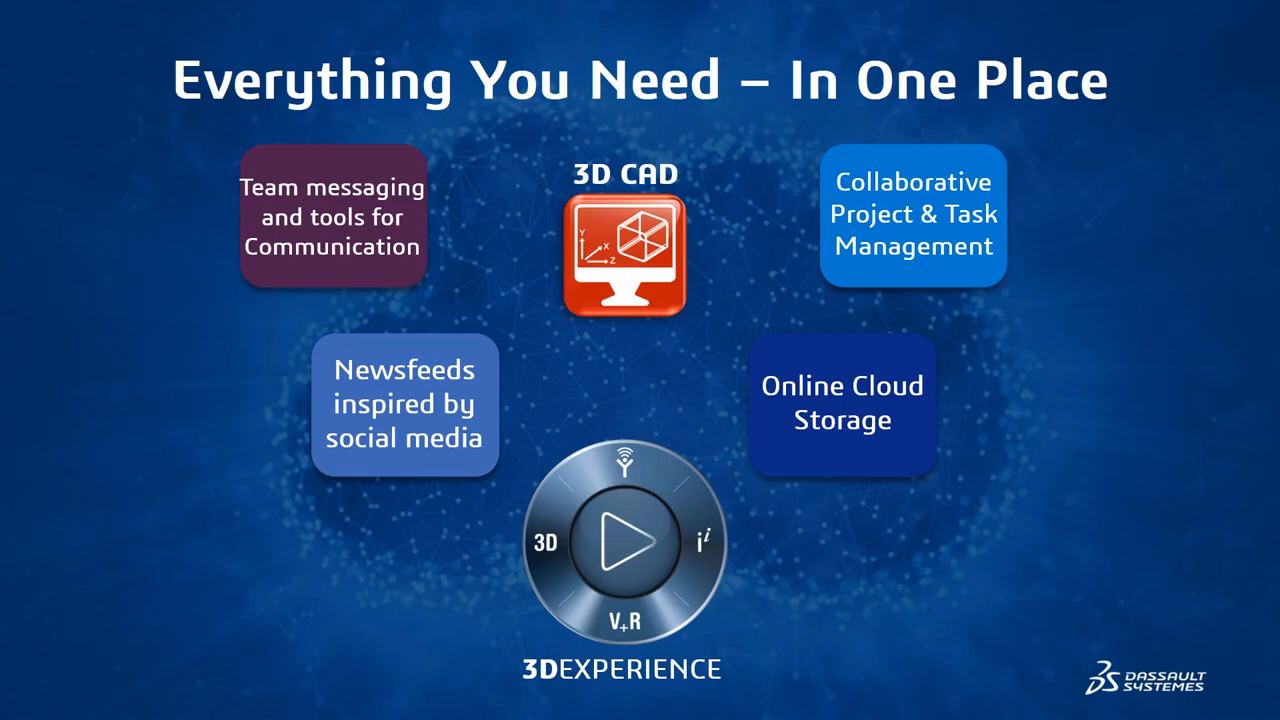 Everything You Need – In One Place
Team messaging
and tools for
Communication
3D CAD
Y
X
Z
Collaborative
Project & Task
Management
Newsfeeds
inspired by
social media
Online Cloud
Storage
3D
i i
V+R
3DEXPERIENCE
DASSAULT
SYSTEMES